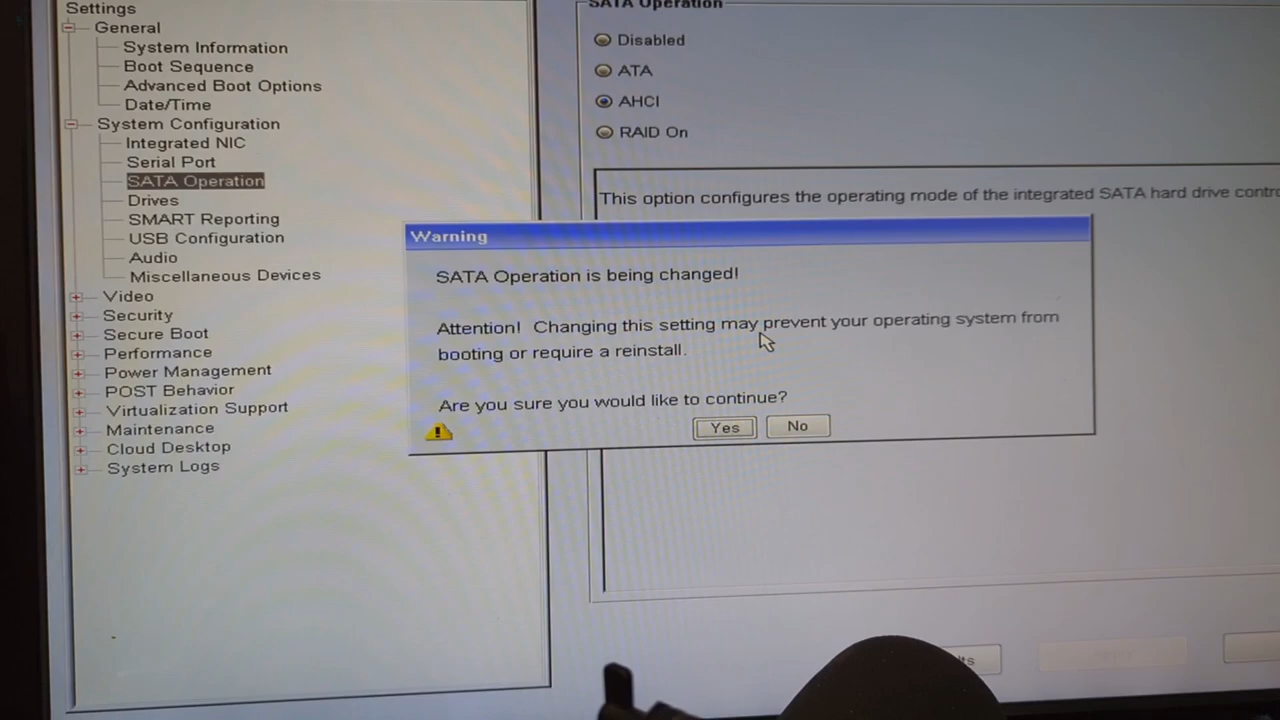 Settings
General
System Information
Boot Sequence
Advanced Boot Options
Date/Time
System Configuration
Integrated NIC
Serial Port
SATA Operation
Drives
SMART Reporting
USB Configuration
Audio
Miscellaneous Devices
Video
Security
Secure Boot
Performance
Power Management
POST Behavior
Virtualization Support
Maintenance
Cloud Desktop
System Logs
SATA Operation
Disabled
ATA
AHCI
RAID On
This option configures the operating mode of the integrated SATA hard drive
Warning
SATA Operation is being changed!
Attention! Changing this setting may prevent your operating system from
booting or require a reinstall.
Are you sure you would like to continue?
Yes
No